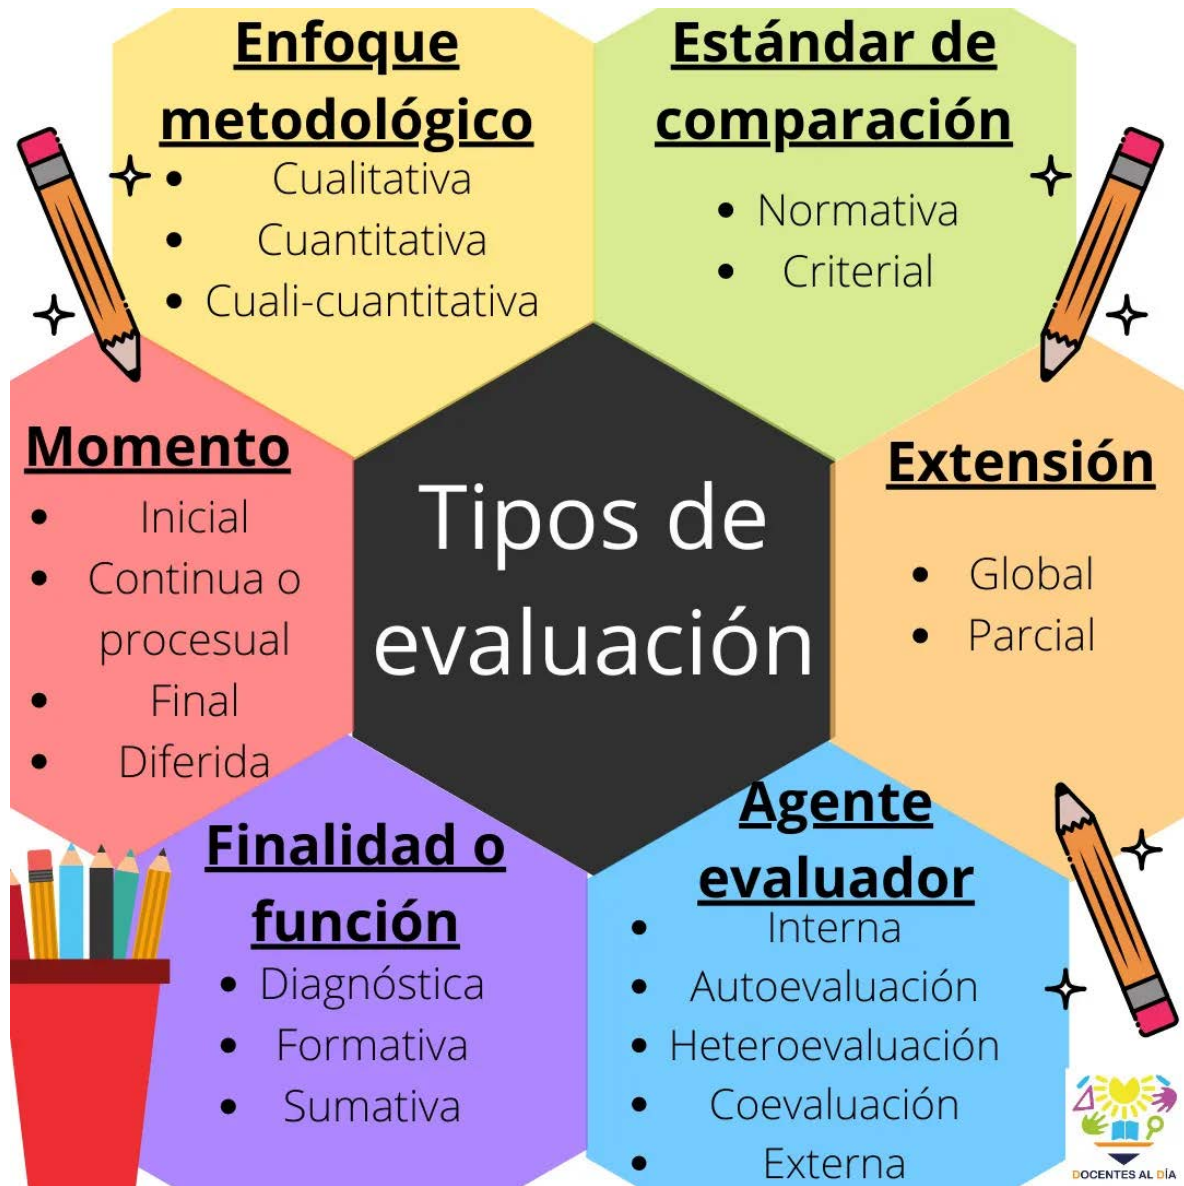 Enfoque
metodológico
• Cualitativa
• Cuantitativa
• Cuali-cuantitativa
Estándar de
comparación
• Normativa
• Criterial
Momento
• Inicial
• Continua o
procesual
• Final
• Diferida
Tipos de
evaluación
Extensión
• Global
• Parcial
Finalidad o
función
• Diagnóstica
• Formativa
• Sumativa
Agente
evaluador
• Interna
• Autoevaluación
• Heteroevaluación
• Coevaluación
• Externa
DOCENTES AL DÍA